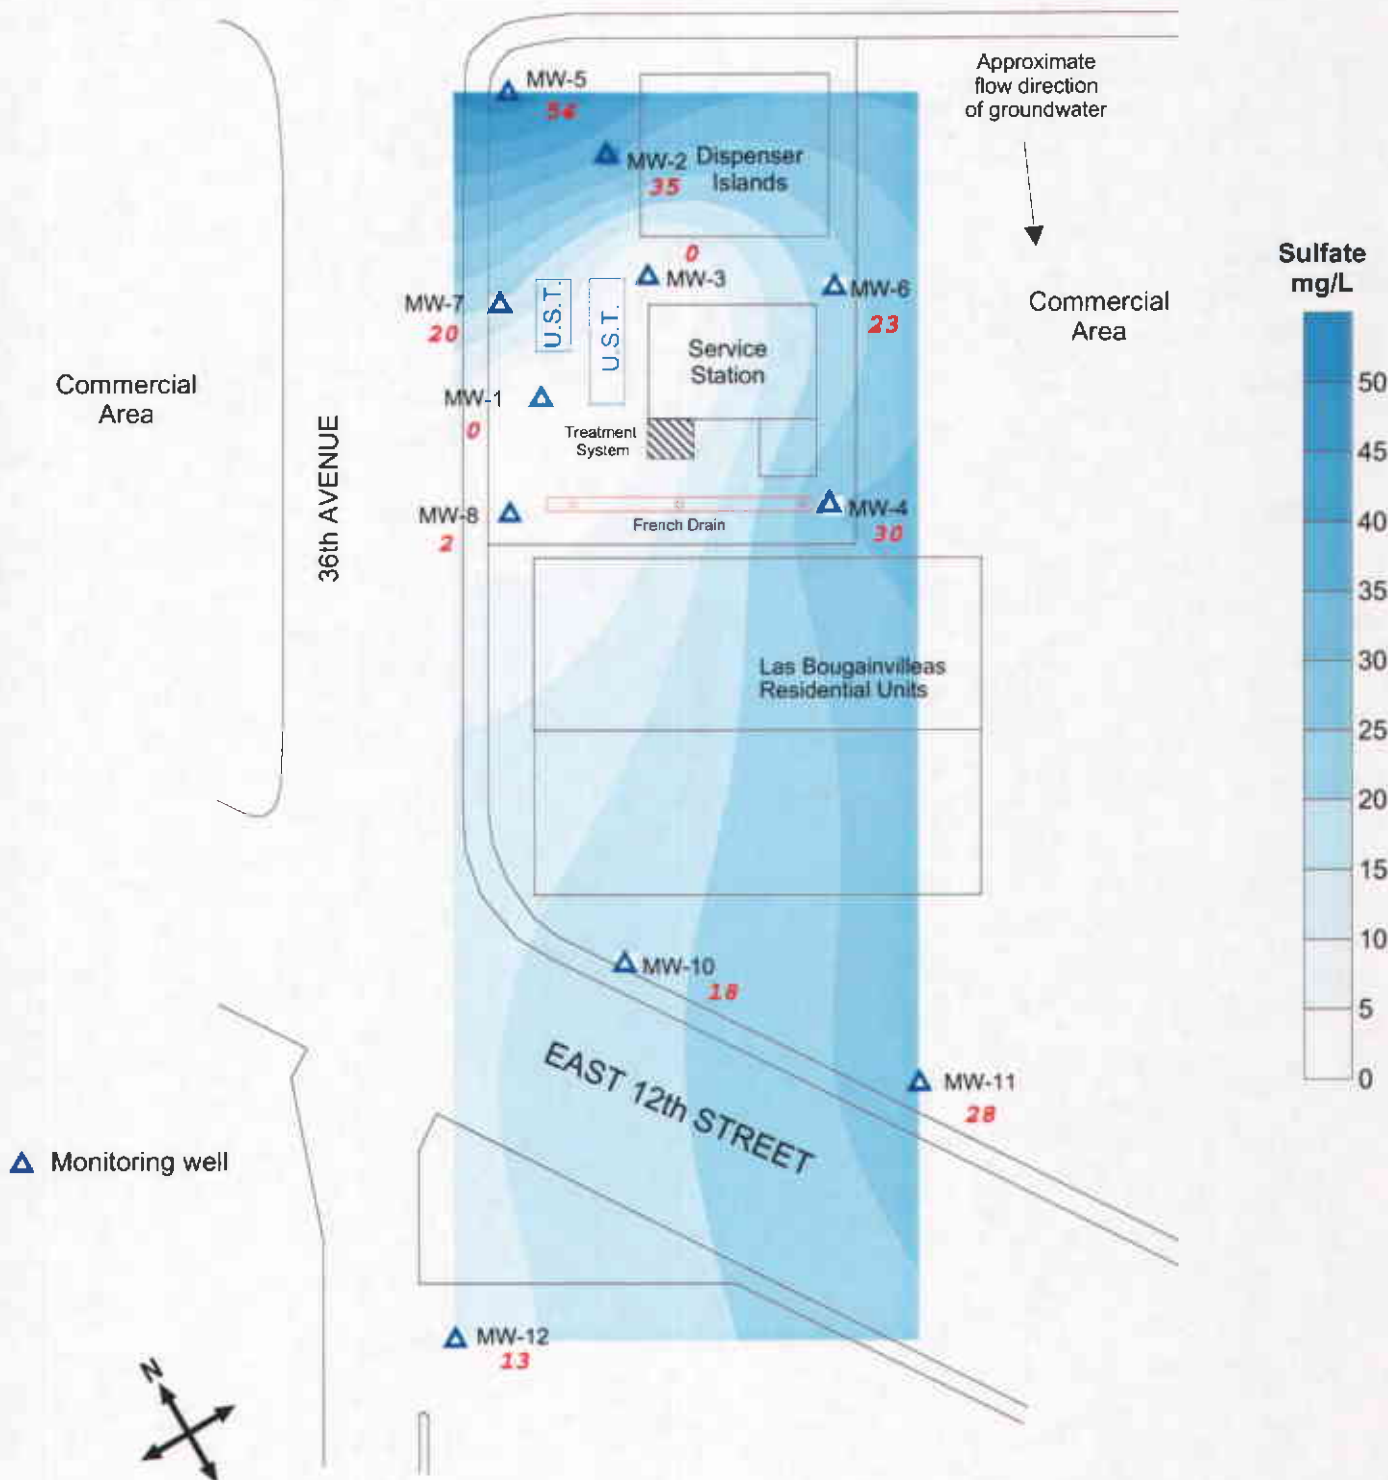 Approximate
flow direction
of groundwater
MW-5
54
MW-2
35
Dispenser
Islands
0
MW-3
MW-6
23
MW-7
20
U.S.T.
U.S.T.
Service
Station
Commercial
Area
Sulfate
mg/L
50
45
40
35
30
25
20
15
10
5
0
Commercial
Area
36th AVENUE
MW-1
0
Treatment
System
MW-8
2
French Drain
MW-4
30
Las Bougainvilleas
Residential Units
MW-10
18
EAST 12th STREET
MW-11
28
Monitoring well
MW-12
13
N